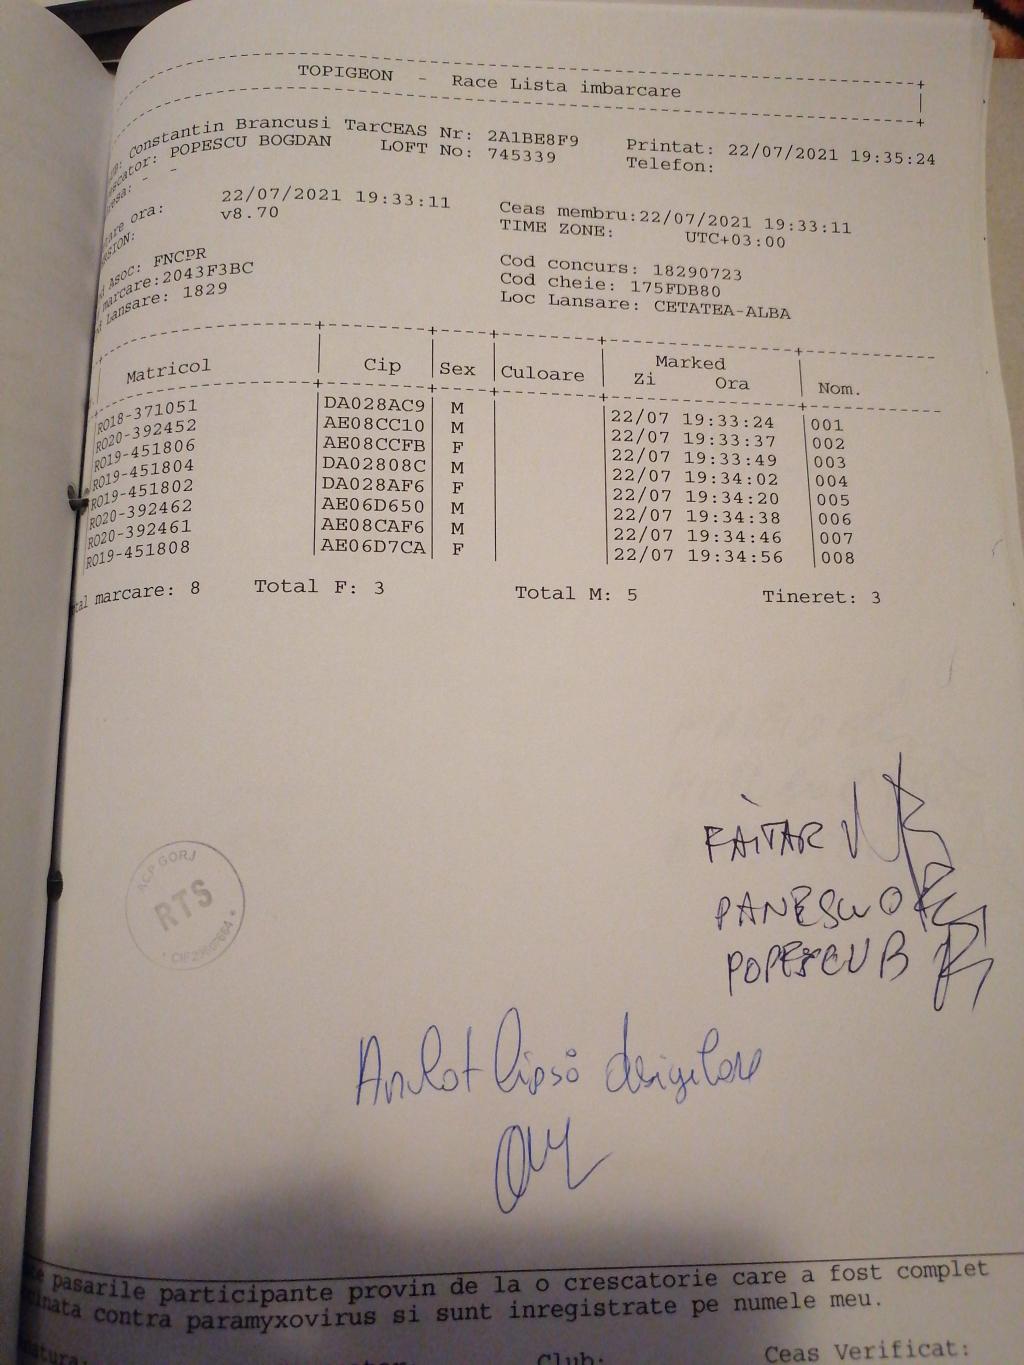 TOPIGEON - Race Lista imbarcare
Constantin Brancusi TarCEAS Nr: 2A1BE8F9 Printat: 22/07/2021 19:35:24
POPESCU BOGDAN LOFT No: 745339 Telefon:
- -
ora: 22/07/2021 19:33:11 Ceas membru:22/07/2021 19:33:11
v8.70 TIME ZONE: UTC+03:00
Asoc: FNCPR Cod concurs: 18290723
marcare:2043F3BC Cod cheie: 175FDB80
Lansare: 1829 Loc Lansare: CETATEA-ALBA
Matricol Cip Sex Culoare Marked Zi Ora Nom.
RO18-371051 DA028AC9 M 22/07 19:33:24 001
RO20-392452 AE08CC10 M 22/07 19:33:37 002
RO19-451806 AE08CCFB F 22/07 19:33:49 003
RO19-451804 DA02808C M 22/07 19:34:02 004
RO19-451802 DA028AF6 F 22/07 19:34:20 005
RO20-392462 AE06D650 M 22/07 19:34:38 006
RO20-392461 AE08CAF6 M 22/07 19:34:46 007
RO19-451808 AE06D7CA F 22/07 19:34:56 008
marcare: 8 Total F: 3 Total M: 5 Tineret: 3
ACP GORJ
RTS
PANESCU O
POPESCU B
lipsă desigilare
pasarile participante provin de la o crescatorie care a fost complet
contra paramyxovirus si sunt inregistrate pe numele meu.
Club: Ceas Verificat: